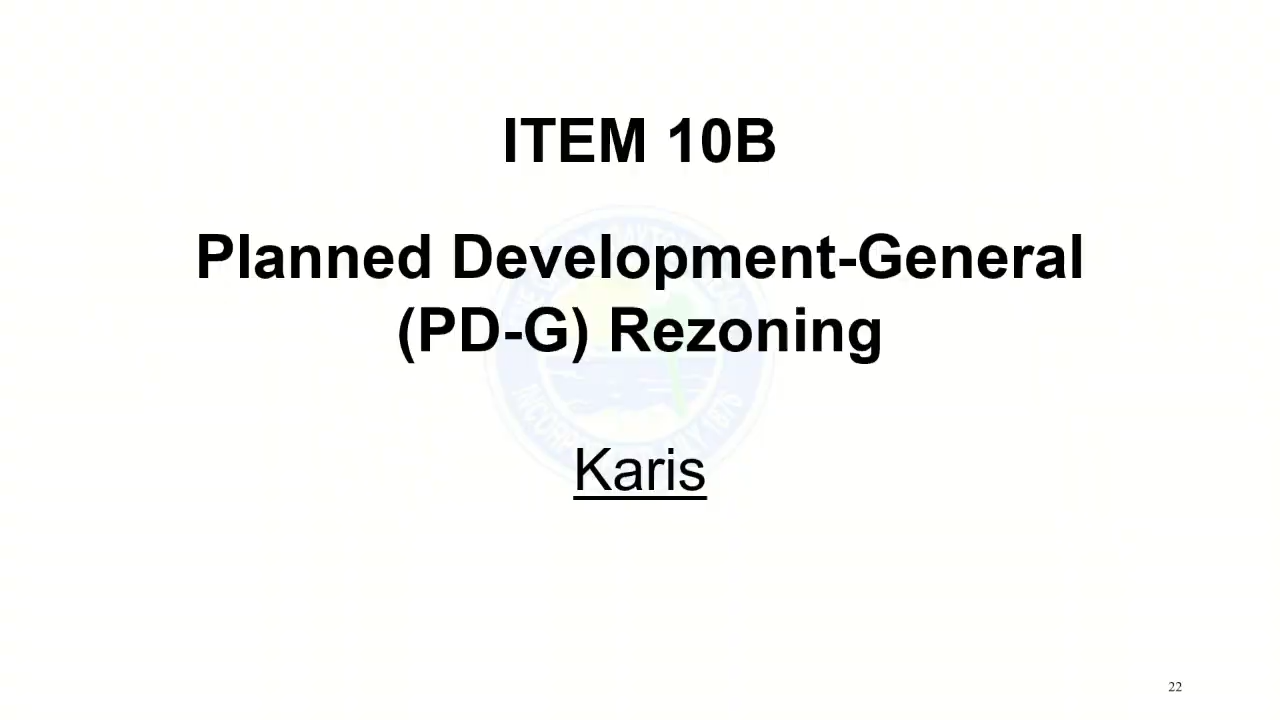 ITEM 10B
Planned Development-General
(PD-G) Rezoning
Karis
22